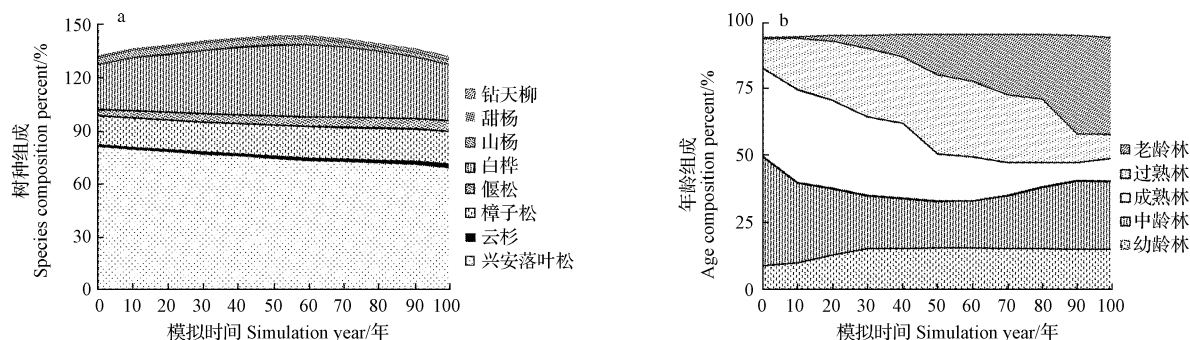 a
树种组成
Species composition percent/%
150
120
90
60
30
0
0 10 20 30 40 50 60 70 80 90 100
模拟时间 Simulation year/年
钻天柳
甜杨
山杨
白桦
偃松
樟子松
云杉
兴安落叶松
b
年龄组成
Age composition percent/%
100
75
50
25
0
0 10 20 30 40 50 60 70 80 90 100
模拟时间 Simulation year/年
老龄林
过熟林
成熟林
中龄林
幼龄林